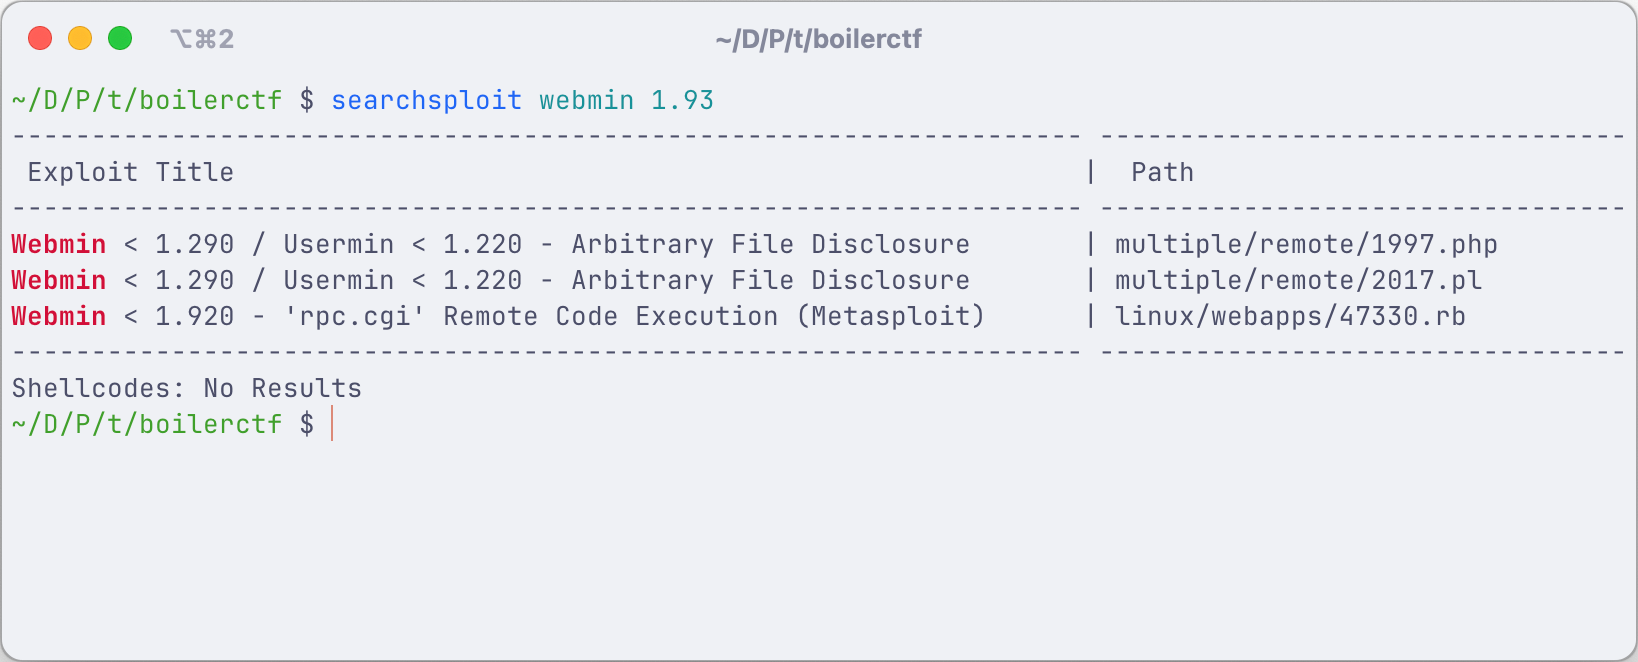 ⌥⌘2 ~/D/P/t/boilerctf
~/D/P/t/boilerctf $ searchsploit webmin 1.93
------------------------------------------------------------------- ---------------------------------
 Exploit Title                                                     |  Path
------------------------------------------------------------------- ---------------------------------
Webmin < 1.290 / Usermin < 1.220 - Arbitrary File Disclosure       | multiple/remote/1997.php
Webmin < 1.290 / Usermin < 1.220 - Arbitrary File Disclosure       | multiple/remote/2017.pl
Webmin < 1.920 - 'rpc.cgi' Remote Code Execution (Metasploit)      | linux/webapps/47330.rb
------------------------------------------------------------------- ---------------------------------
Shellcodes: No Results
~/D/P/t/boilerctf $